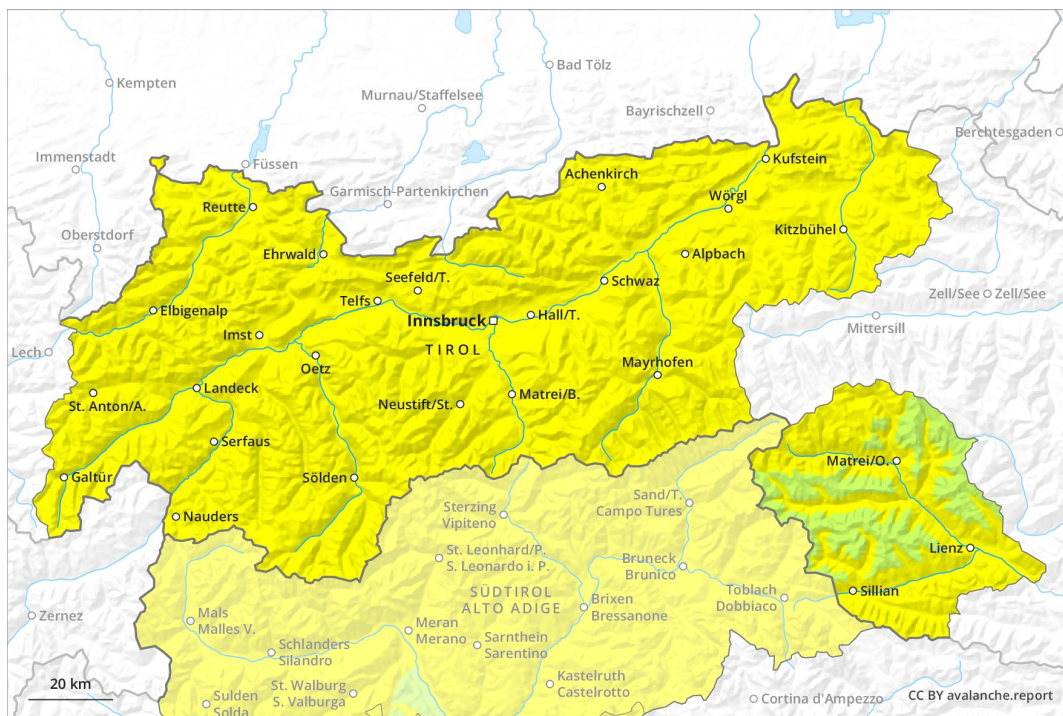 Kempten
Bad Tölz
Murnau/Staffelsee
Bayrischzell
Berchtesgaden
Immenstadt
Füssen
Kufstein
Achenkirch
Garmisch-Partenkirchen
Wörgl
Reutte
Oberstdorf
Kitzbühel
Ehrwald
Alpbach
Seefeld/T.
Schwaz
Zell/See
Zell/See
Telfs
Elbigenalp
Innsbruck
Hall/T.
Mittersill
Imst
Lech
TIROL
Oetz
Mayrhofen
Landeck
St. Anton/A.
Neustift/St.
Matrei/B.
Serfaus
Matrei/O.
Galtür
Sölden
Sand/T.
Campo Tures
Sterzing
Vipiteno
Nauders
Lienz
St. Leonhard/P.
S. Leonardo i. P.
Bruneck
Brunico
Sillian
SÜDTIROL
ALTO ADIGE
Toblach
Dobbiaco
Brixen
Bressanone
Zernez
Mals
Malles V.
Meran
Merano
Sarnthein
Sarentino
Schlanders
Silandro
20 km
St. Walburg
S. Valburga
Kastelruth
Castelrotto
Sulden
Solda
Cortina d'Ampezzo
CC BY avalanche.report